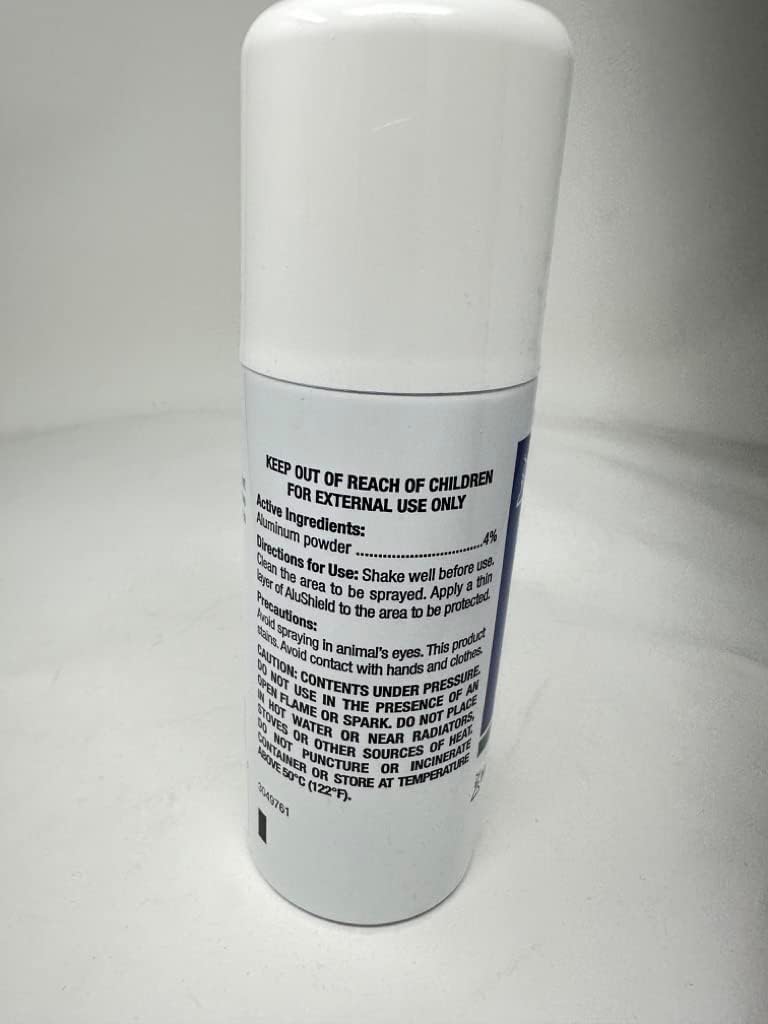 KEEP OUT OF REACH OF CHILDREN
FOR EXTERNAL USE ONLY
Active Ingredients:
Aluminum powder ..............................4%
Directions for Use: Shake well before use.
Clean the area to be sprayed. Apply a thin
layer of AluShield to the area to be protected.
Precautions:
Avoid spraying in animal's eyes. This product
stains. Avoid contact with hands and clothes.
CAUTION: CONTENTS UNDER PRESSURE.
DO NOT USE IN THE PRESENCE OF AN
OPEN FLAME OR SPARK. DO NOT PLACE
IN HOT WATER OR NEAR RADIATORS,
STOVES OR OTHER SOURCES OF HEAT.
DO NOT PUNCTURE OR INCINERATE
CONTAINER OR STORE AT TEMPERATURE
ABOVE 50°C (122°F).
3049761